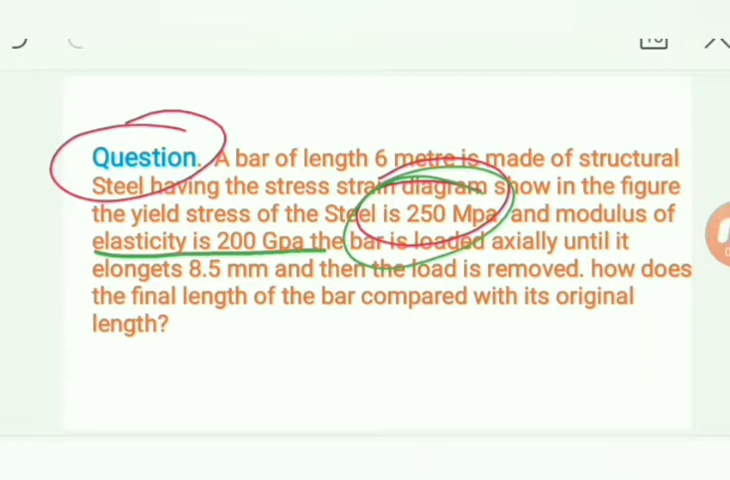 Question. A bar of length 6 metre is made of structural
Steel having the stress strain diagram show in the figure
the yield stress of the Steel is 250 Mpa and modulus of
elasticity is 200 Gpa the bar is loaded axially until it
elongets 8.5 mm and then the load is removed. how does
the final length of the bar compared with its original
length?